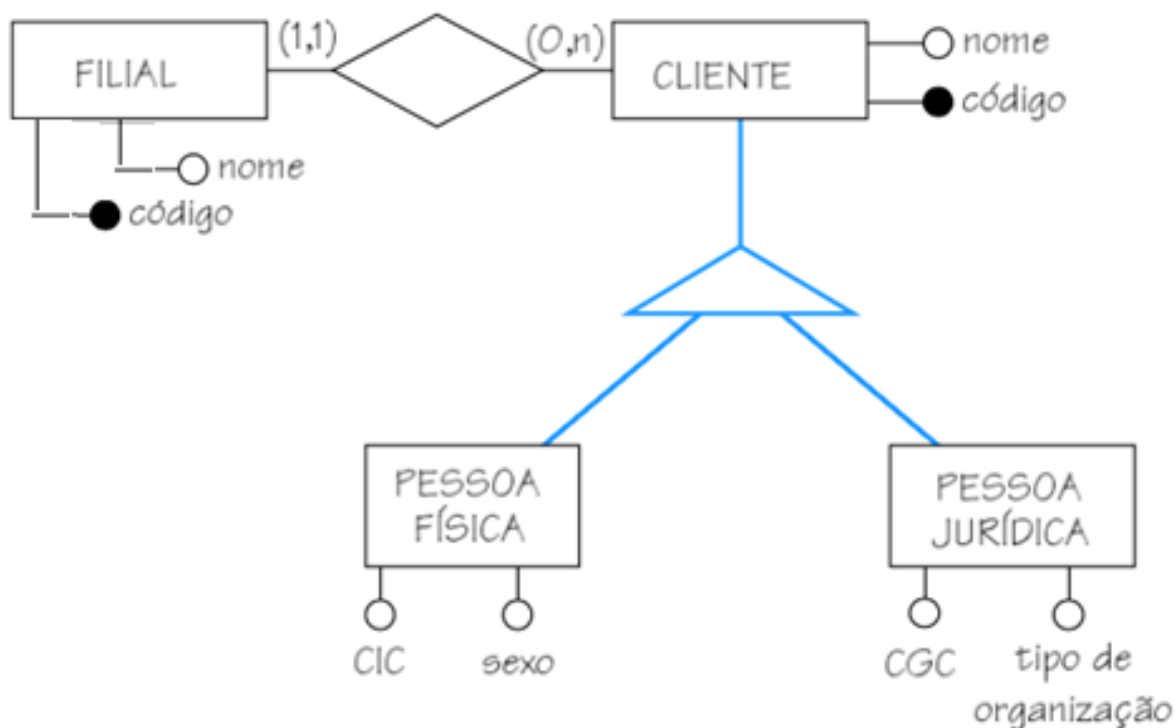 FILIAL
(1,1)
(0,n)
CLIENTE
nome
código
nome
código
PESSOA
FÍSICA
PESSOA
JURÍDICA
CIC
sexo
CGC
tipo de
organização